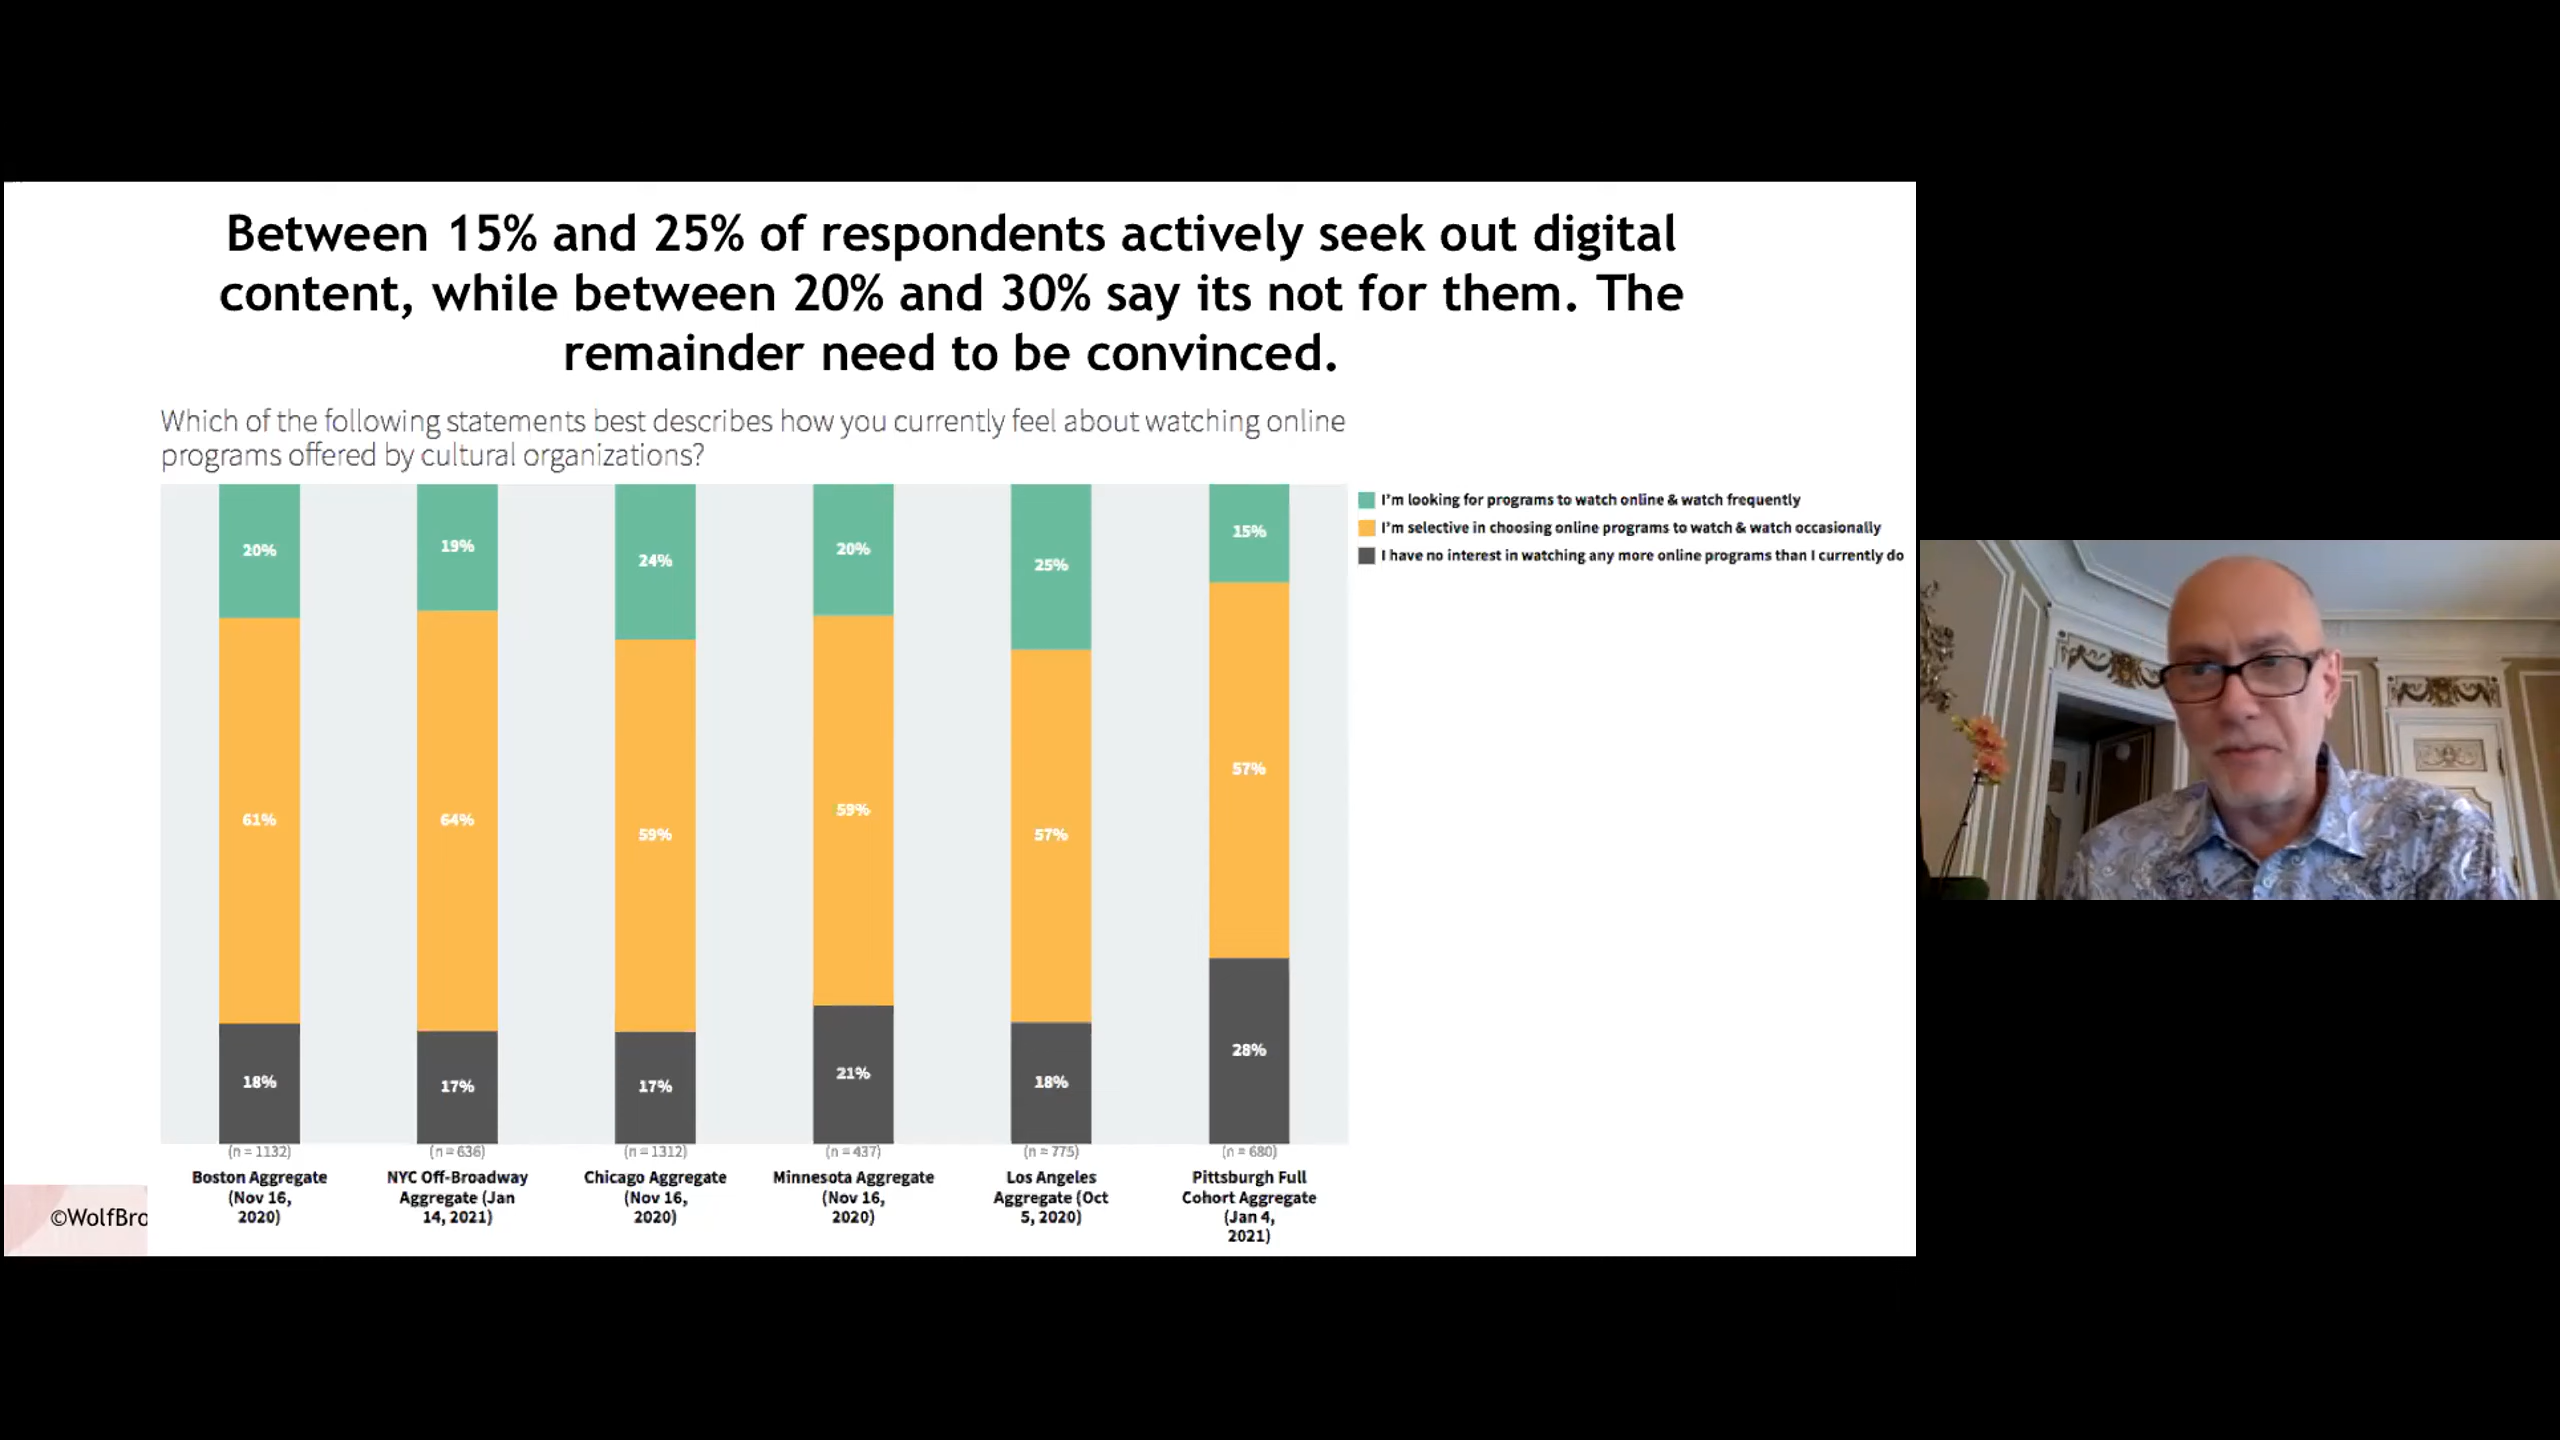 Between 15% and 25% of respondents actively seek out digital
content, while between 20% and 30% say its not for them. The
remainder need to be convinced.
Which of the following statements best describes how you currently feel about watching online
programs offered by cultural organizations?
I'm looking for programs to watch online & watch frequently
I'm selective in choosing online programs to watch & watch occasionally
I have no interest in watching any more online programs than I currently do
20%
19%
24%
20%
25%
15%
61%
64%
59%
59%
57%
57%
18%
17%
17%
21%
18%
28%
(n = 1132)
(n = 636)
(n = 1312)
(n = 437)
(n = 775)
(n = 680)
Boston Aggregate
(Nov 16,
2020)
NYC Off-Broadway
Aggregate (Jan
14, 2021)
Chicago Aggregate
(Nov 16,
2020)
Minnesota Aggregate
(Nov 16,
2020)
Los Angeles
Aggregate (Oct
5, 2020)
Pittsburgh Full
Cohort Aggregate
(Jan 4,
2021)
©WolfBro